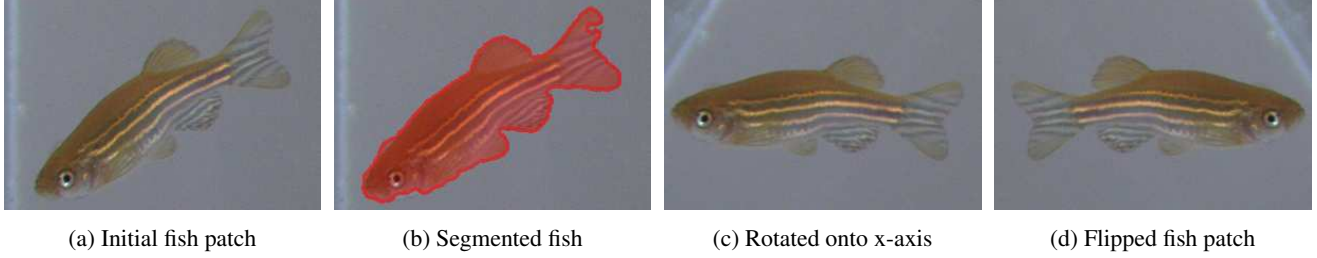 (a) Initial fish patch
(b) Segmented fish
(c) Rotated onto x-axis
(d) Flipped fish patch